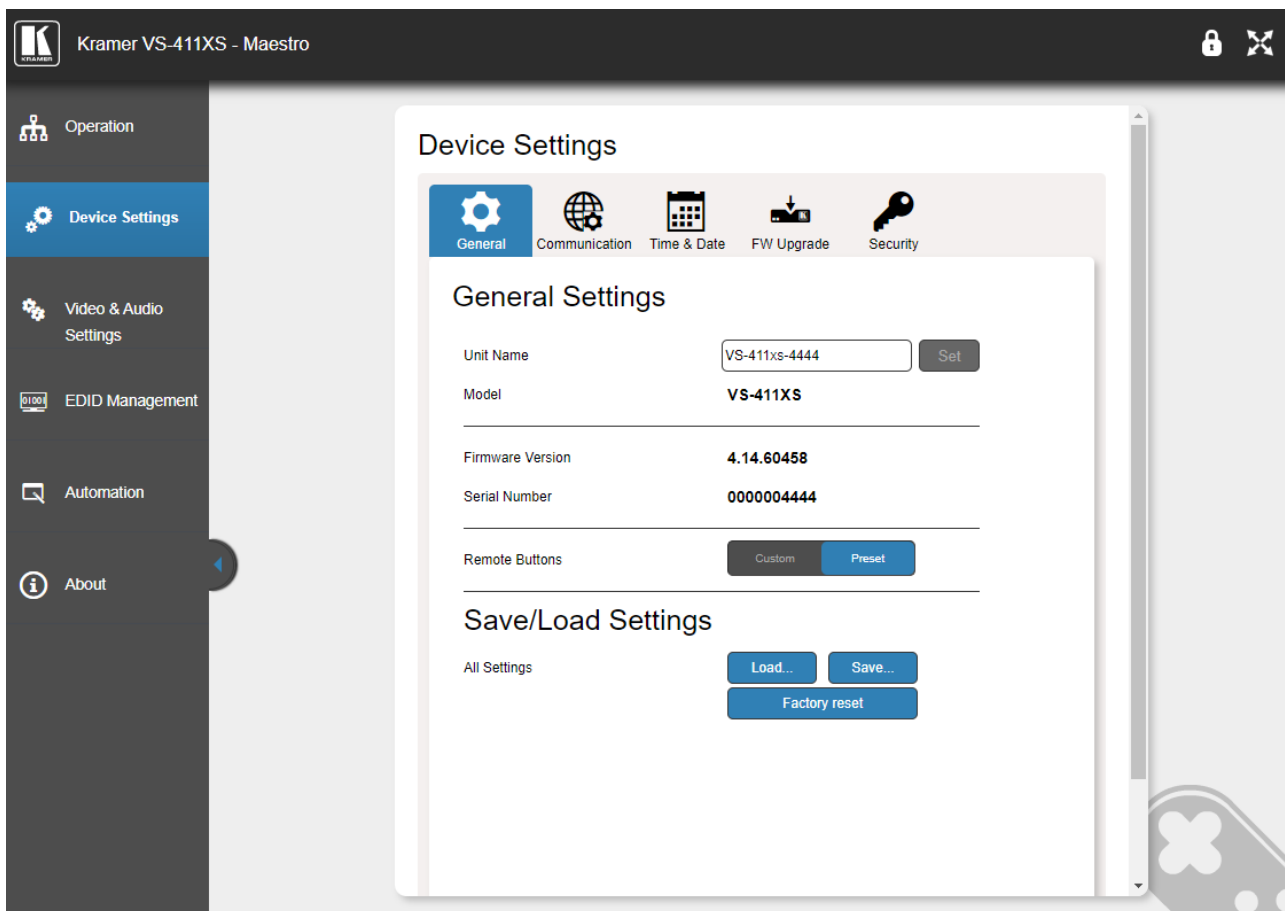 KRAMER
Kramer VS-411XS - Maestro
Operation
Device Settings
Video & Audio
Settings
01001
EDID Management
Automation
About
Device Settings
General
Communication
Time & Date
K
FW Upgrade
Security
General Settings
Unit Name VS-411xs-4444 Set
Model VS-411XS
Firmware Version 4.14.60458
Serial Number 0000004444
Remote Buttons Custom Preset
Save/Load Settings
All Settings Load... Save...
Factory reset